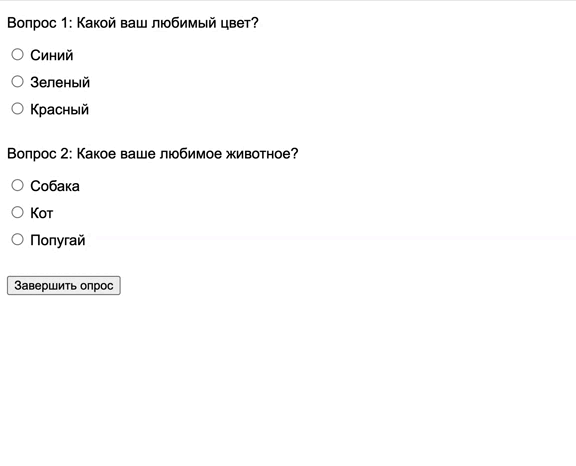 Вопрос 1: Какой ваш любимый цвет?
Синий
Зеленый
Красный
Вопрос 2: Какое ваше любимое животное?
Собака
Кот
Попугай
Завершить опрос